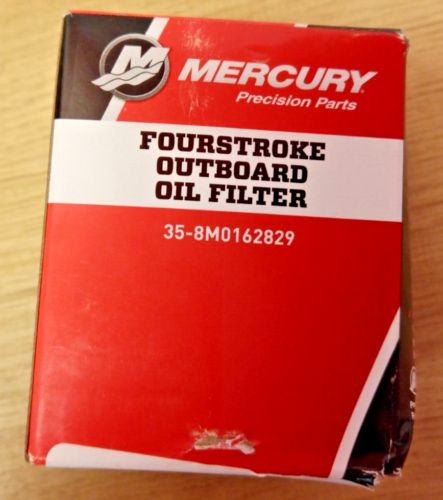 M
MERCURY
Precision Parts
FOURSTROKE
OUTBOARD
OIL FILTER
35-8M0162829